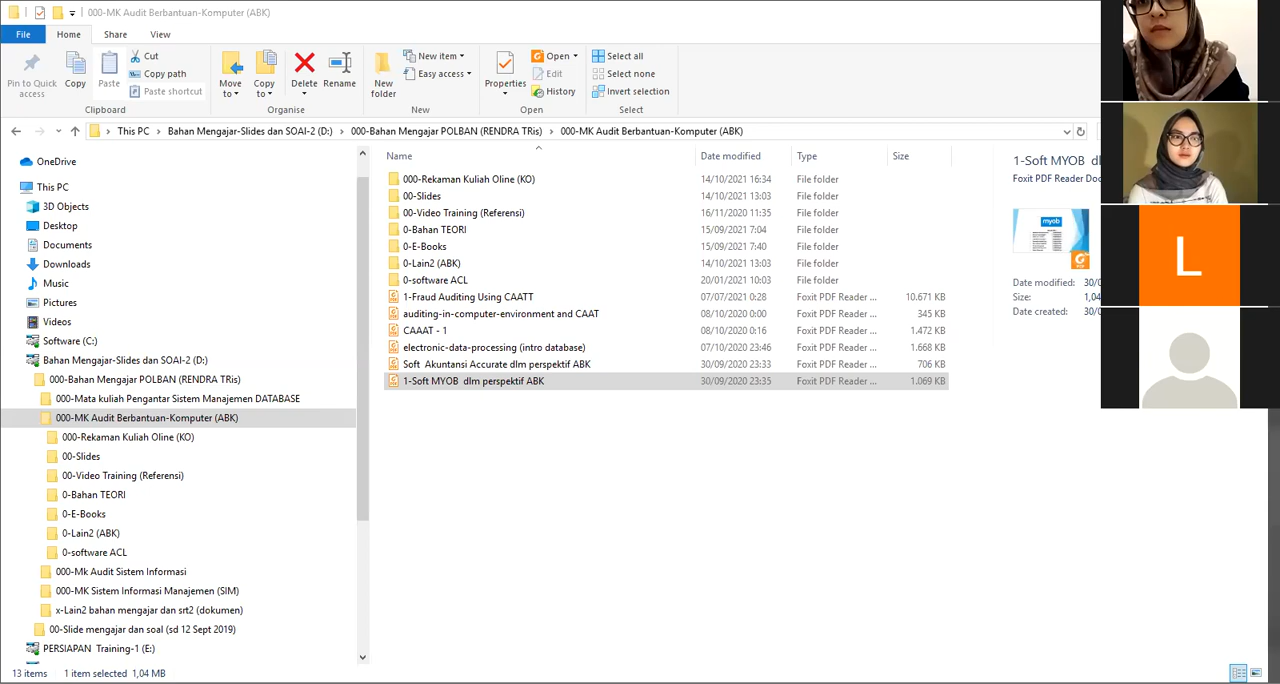 000-MK Audit Berbantuan-Komputer (ABK)
File Home Share View
Pin to Quick access
Copy
Paste
Cut
Copy path
Paste shortcut
Clipboard
Move to
Copy to
Delete
Rename
Organise
New folder
New item
Easy access
New
Properties
Open
Edit
History
Open
Select all
Select none
Invert selection
Select
This PC > Bahan Mengajar-Slides dan SOAI-2 (D:) > 000-Bahan Mengajar POLBAN (RENDRA TRis) > 000-MK Audit Berbantuan-Komputer (ABK)
OneDrive
This PC
3D Objects
Desktop
Documents
Downloads
Music
Pictures
Videos
Software (C:)
Bahan Mengajar-Slides dan SOAI-2 (D:)
000-Bahan Mengajar POLBAN (RENDRA TRis)
000-Mata kuliah Pengantar Sistem Manajemen DATABASE
000-MK Audit Berbantuan-Komputer (ABK)
000-Rekaman Kuliah Oline (KO)
00-Slides
00-Video Training (Referensi)
0-Bahan TEORI
0-E-Books
0-Lain2 (ABK)
0-software ACL
000-Mk Audit Sistem Informasi
000-MK Sistem Informasi Manajemen (SIM)
x-Lain2 bahan mengajar dan srt2 (dokumen)
00-Slide mengajar dan soal (sd 12 Sept 2019)
PERSIAPAN Training-1 (E:)
Name Date modified Type Size
000-Rekaman Kuliah Oline (KO) 14/10/2021 16:34 File folder
00-Slides 14/10/2021 13:03 File folder
00-Video Training (Referensi) 16/11/2020 11:35 File folder
0-Bahan TEORI 15/09/2021 7:04 File folder
0-E-Books 15/09/2021 7:40 File folder
0-Lain2 (ABK) 14/10/2021 13:03 File folder
0-software ACL 20/01/2021 10:03 File folder
1-Fraud Auditing Using CAATT 07/07/2021 0:28 Foxit PDF Reader ... 10.671 KB
auditing-in-computer-environment and CAAT 08/10/2020 0:00 Foxit PDF Reader ... 345 KB
CAAAT - 1 08/10/2020 0:16 Foxit PDF Reader ... 1.472 KB
electronic-data-processing (intro database) 07/10/2020 23:46 Foxit PDF Reader ... 1.668 KB
Soft Akuntansi Accurate dlm perspektif ABK 30/09/2020 23:33 Foxit PDF Reader ... 706 KB
1-Soft MYOB dlm perspektif ABK 30/09/2020 23:35 Foxit PDF Reader ... 1.069 KB
1-Soft MYOB dl
Foxit PDF Reader Doc
myob
Date modified: 30/0
Size: 1,04
Date created: 30/0
L
13 items 1 item selected 1,04 MB